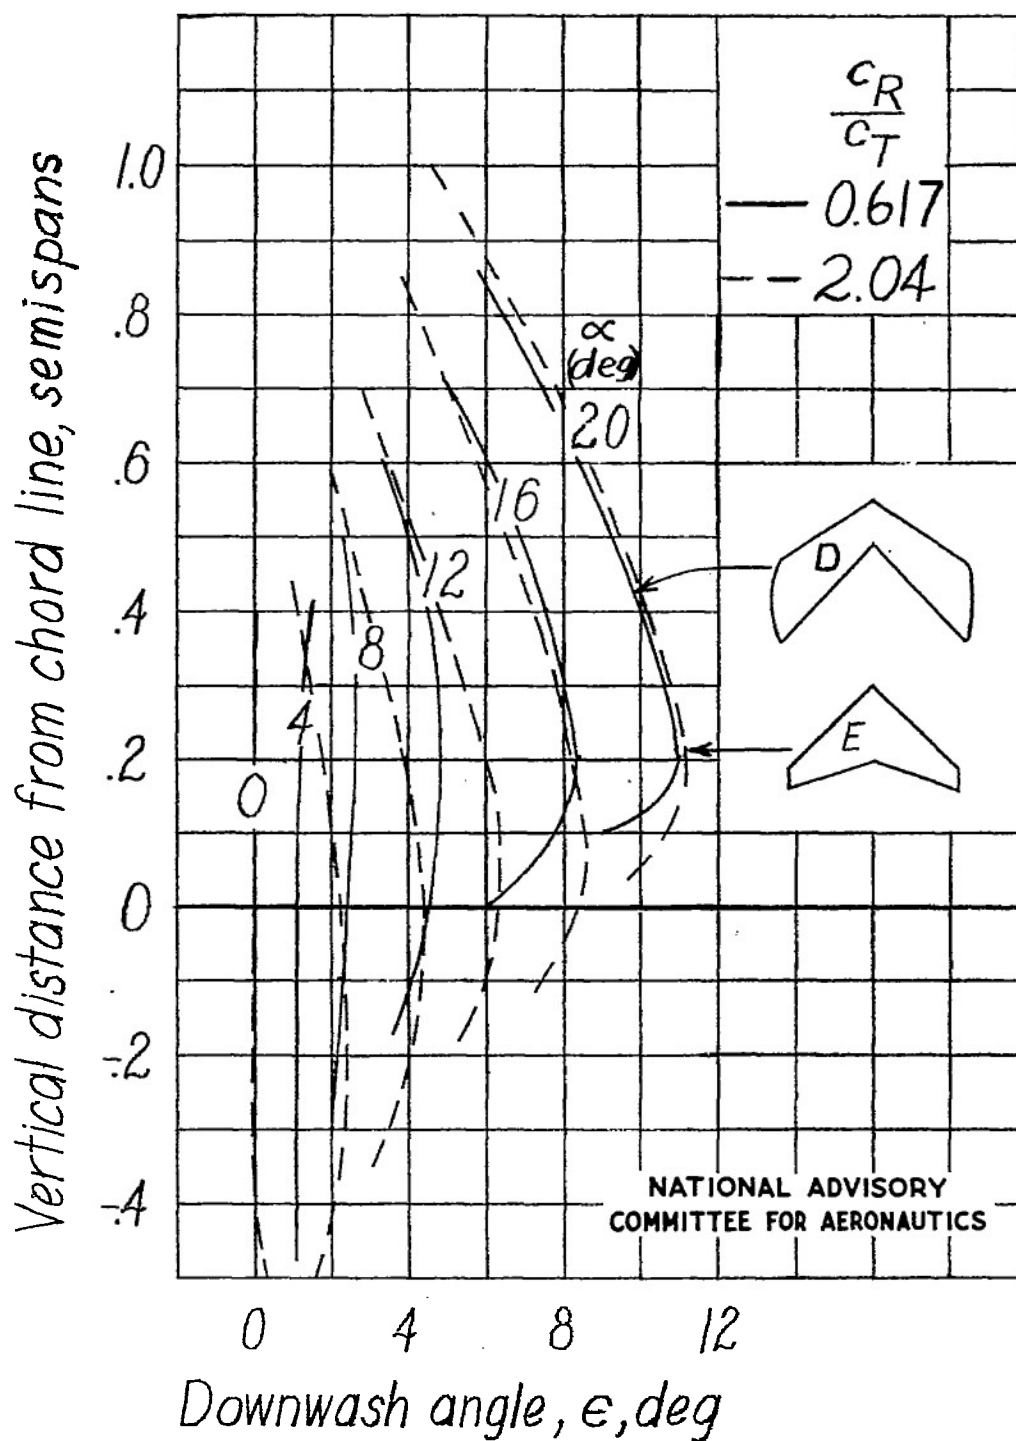 Vertical distance from chord line, semispans
1.0
.8
.6
.4
.2
0
-.2
-.4
c_R
c_T
0.617
2.04
α
(deg)
20
16
12
8
4
0
D
E
NATIONAL ADVISORY
COMMITTEE FOR AERONAUTICS
0 4 8 12
Downwash angle, ϵ, deg